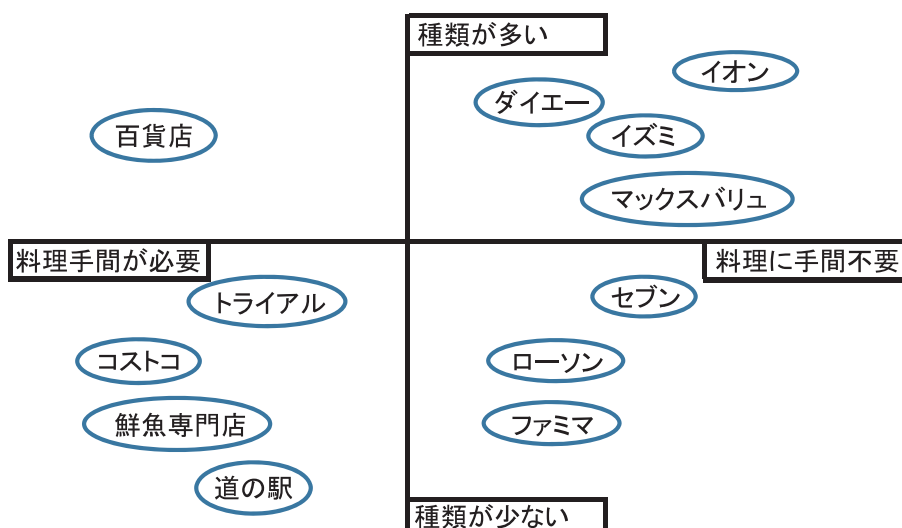 種類が多い
イオン
ダイエー
百貨店
イズミ
マックスバリュ
料理手間が必要
料理に手間不要
トライアル
セブン
コストコ
ローソン
鮮魚専門店
ファミマ
道の駅
種類が少ない